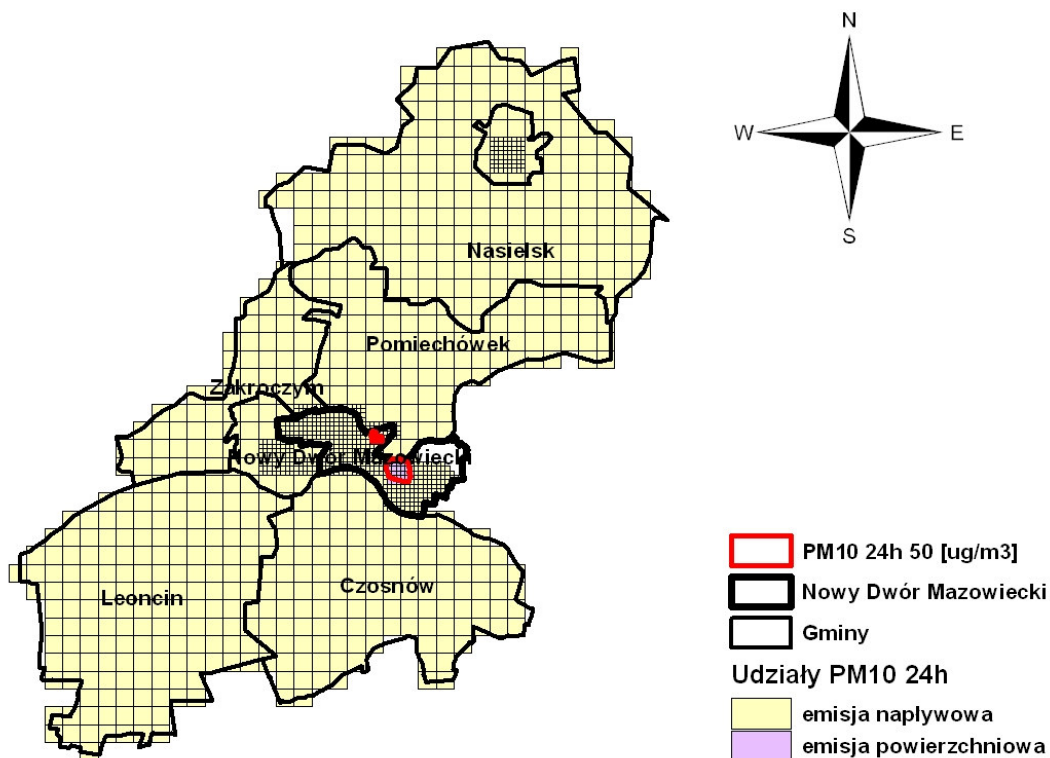 N
W
E
S
Nasielsk
Pomiechówek
Zakroczym
Nowy Dwór Mazowiecki
Czosnów
Leoncin
PM10 24h 50 [ug/m3]
Nowy Dwór Mazowiecki
Gminy
Udziały PM10 24h
emisja napływowa
emisja powierzchniowa